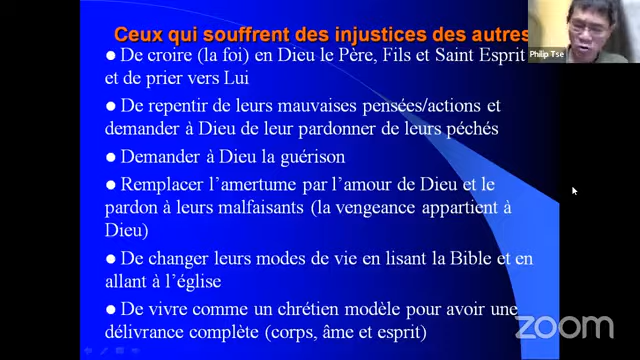 Ceux qui souffrent des injustices des autres
Philip Tse
● De croire (la foi) en Dieu le Père, Fils et Saint Esprit
et de prier vers Lui
● De repentir de leurs mauvaises pensées/actions et
demander à Dieu de leur pardonner de leurs péchés
● Demander à Dieu la guérison
● Remplacer l'amertume par l'amour de Dieu et le
pardon à leurs malfaisants (la vengeance appartient à
Dieu)
● De changer leurs modes de vie en lisant la Bible et en
allant à l'église
● De vivre comme un chrétien modèle pour avoir une
délivrance complète (corps, âme et esprit)
zoom